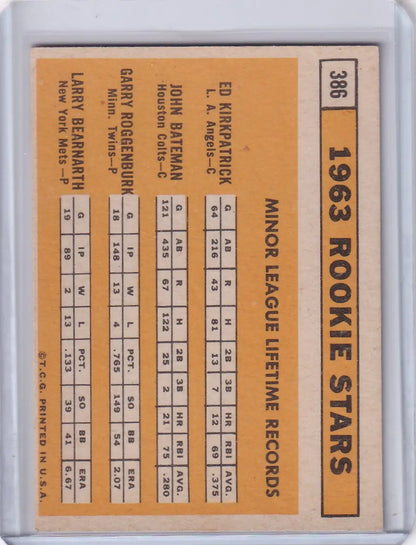 386
1963 ROOKIE STARS
MINOR LEAGUE LIFETIME RECORDS
ED KIRKPATRICK
L. A. Angels—C
G AB R H 2B 3B HR RBI AVG.
64 216 43 81 13 7 12 69 .375
JOHN BATEMAN
Houston Colts—C
G AB R H 2B 3B HR RBI AVG.
121 435 67 122 25 2 21 75 .280
GARRY ROGGENBURK
Minn. Twins—P
G IP W L PCT. SO BB ERA
18 148 13 4 .765 149 54 2.07
LARRY BEARNARTH
New York Mets—P
G IP W L PCT. SO BB ERA
19 89 2 13 .133 39 41 6.67
©T.C.G. PRINTED IN U.S.A.